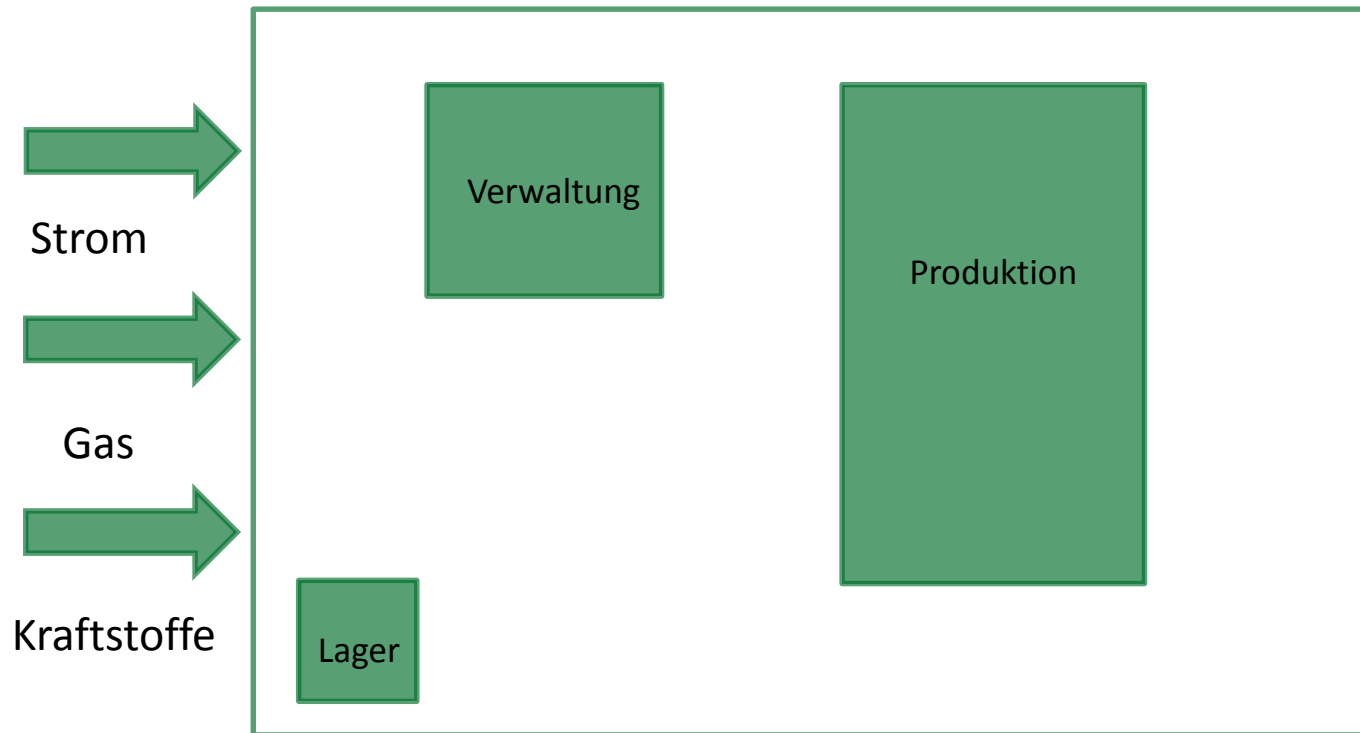 Strom
Gas
Kraftstoffe
Verwaltung
Produktion
Lager